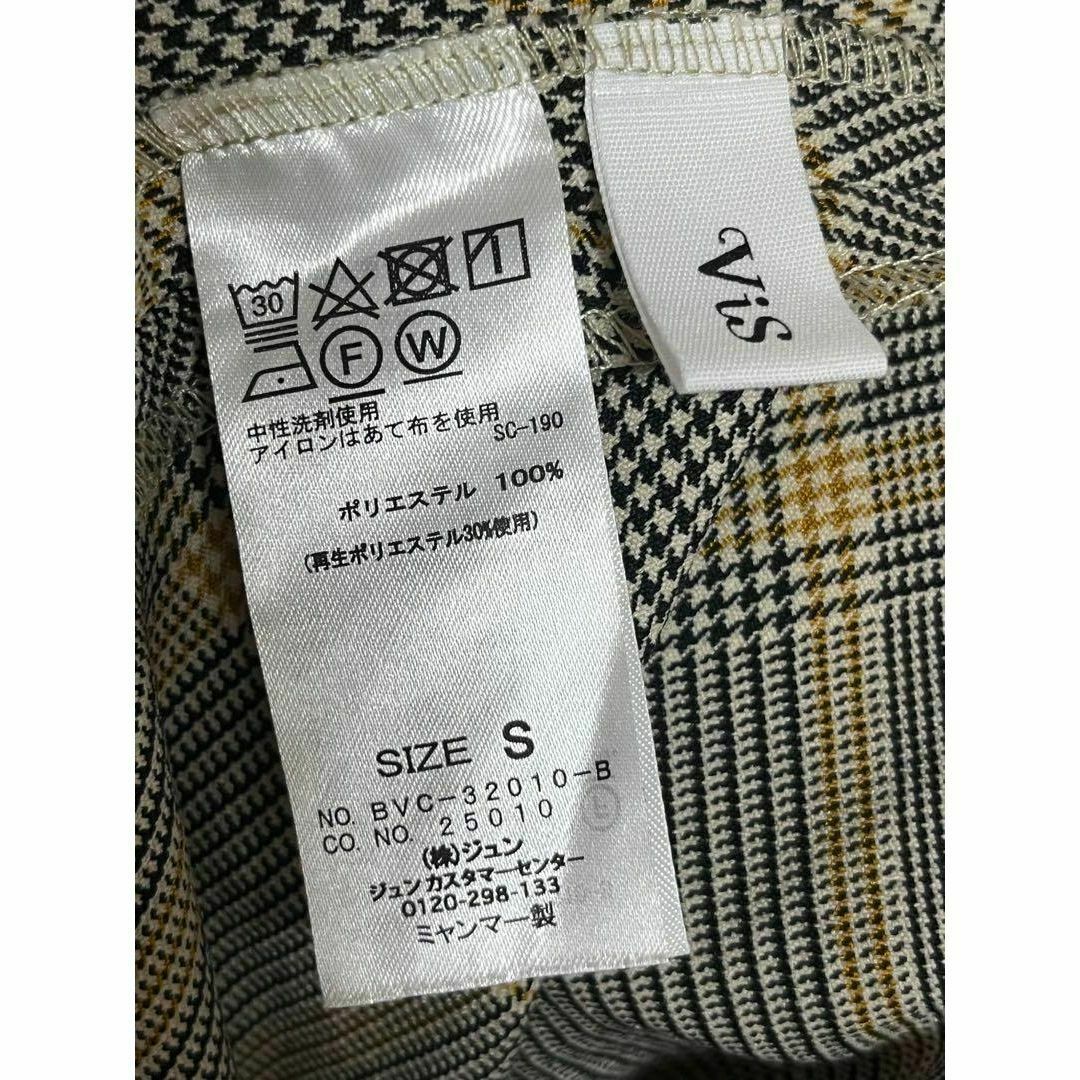 ViS
30
F W
中性洗剤使用
アイロンはあて布を使用 SC-190
ポリエステル 100%
(再生ポリエステル30%使用)
SIZE S
NO. BVC-32010-B
CO. NO. 25010
(株)ジュン
ジュン カスタマーセンター
0120-298-133
ミャンマー製